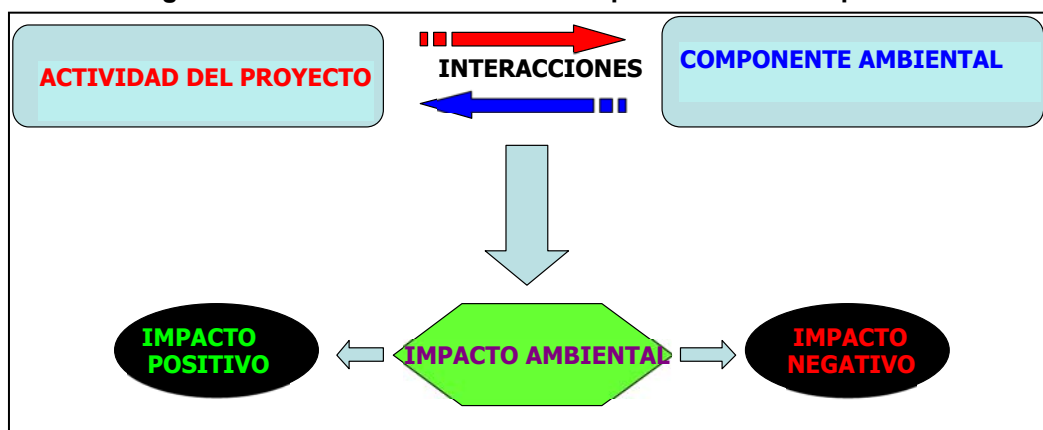 ACTIVIDAD DEL PROYECTO
INTERACCIONES
COMPONENTE AMBIENTAL
IMPACTO
POSITIVO
IMPACTO AMBIENTAL
IMPACTO
NEGATIVO